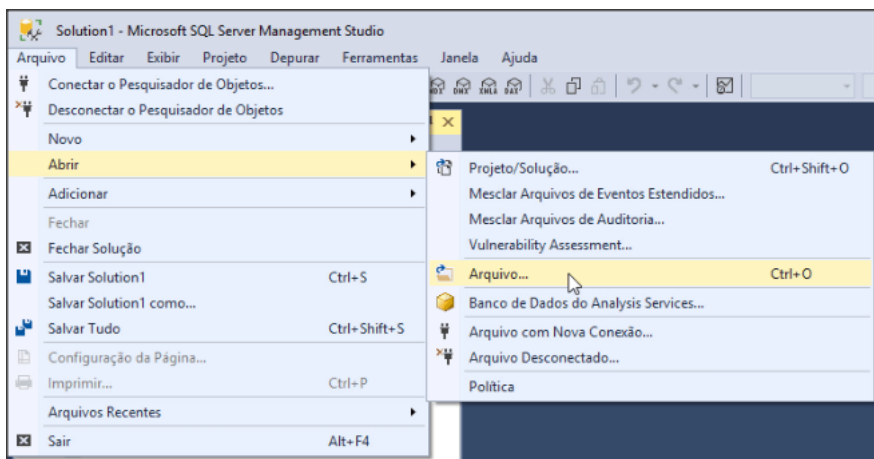 Solution1 - Microsoft SQL Server Management Studio
Arquivo Editar Exibir Projeto Depurar Ferramentas Janela Ajuda
Conectar o Pesquisador de Objetos...
Desconectar o Pesquisador de Objetos
Novo
Abrir
Adicionar
Fechar
Fechar Solução
Salvar Solution1 Ctrl+S
Salvar Solution1 como...
Salvar Tudo Ctrl+Shift+S
Configuração da Página...
Imprimir... Ctrl+P
Arquivos Recentes
Sair Alt+F4
DMX XMLA DAX
Projeto/Solução... Ctrl+Shift+O
Mesclar Arquivos de Eventos Estendidos...
Mesclar Arquivos de Auditoria...
Vulnerability Assessment...
Arquivo... Ctrl+O
Banco de Dados do Analysis Services...
Arquivo com Nova Conexão...
Arquivo Desconectado...
Política